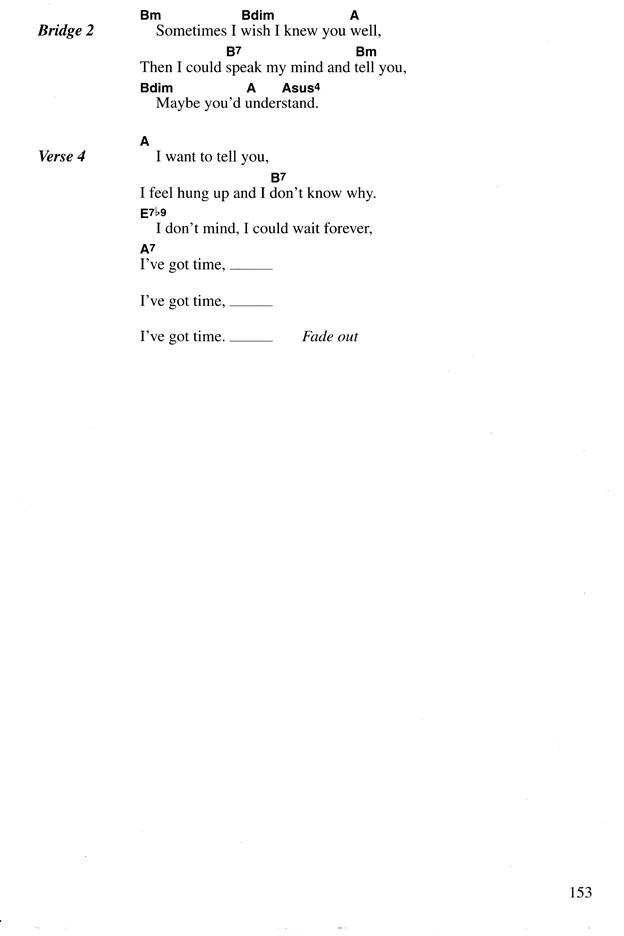 Bm Bdim A
Bridge 2 Sometimes I wish I knew you well,
B7 Bm
Then I could speak my mind and tell you,
Bdim A Asus4
Maybe you'd understand.
A
Verse 4 I want to tell you,
B7
I feel hung up and I don't know why.
E7♭9
I don't mind, I could wait forever,
A7
I've got time, ______
I've got time, ______
I've got time. ______ Fade out
153